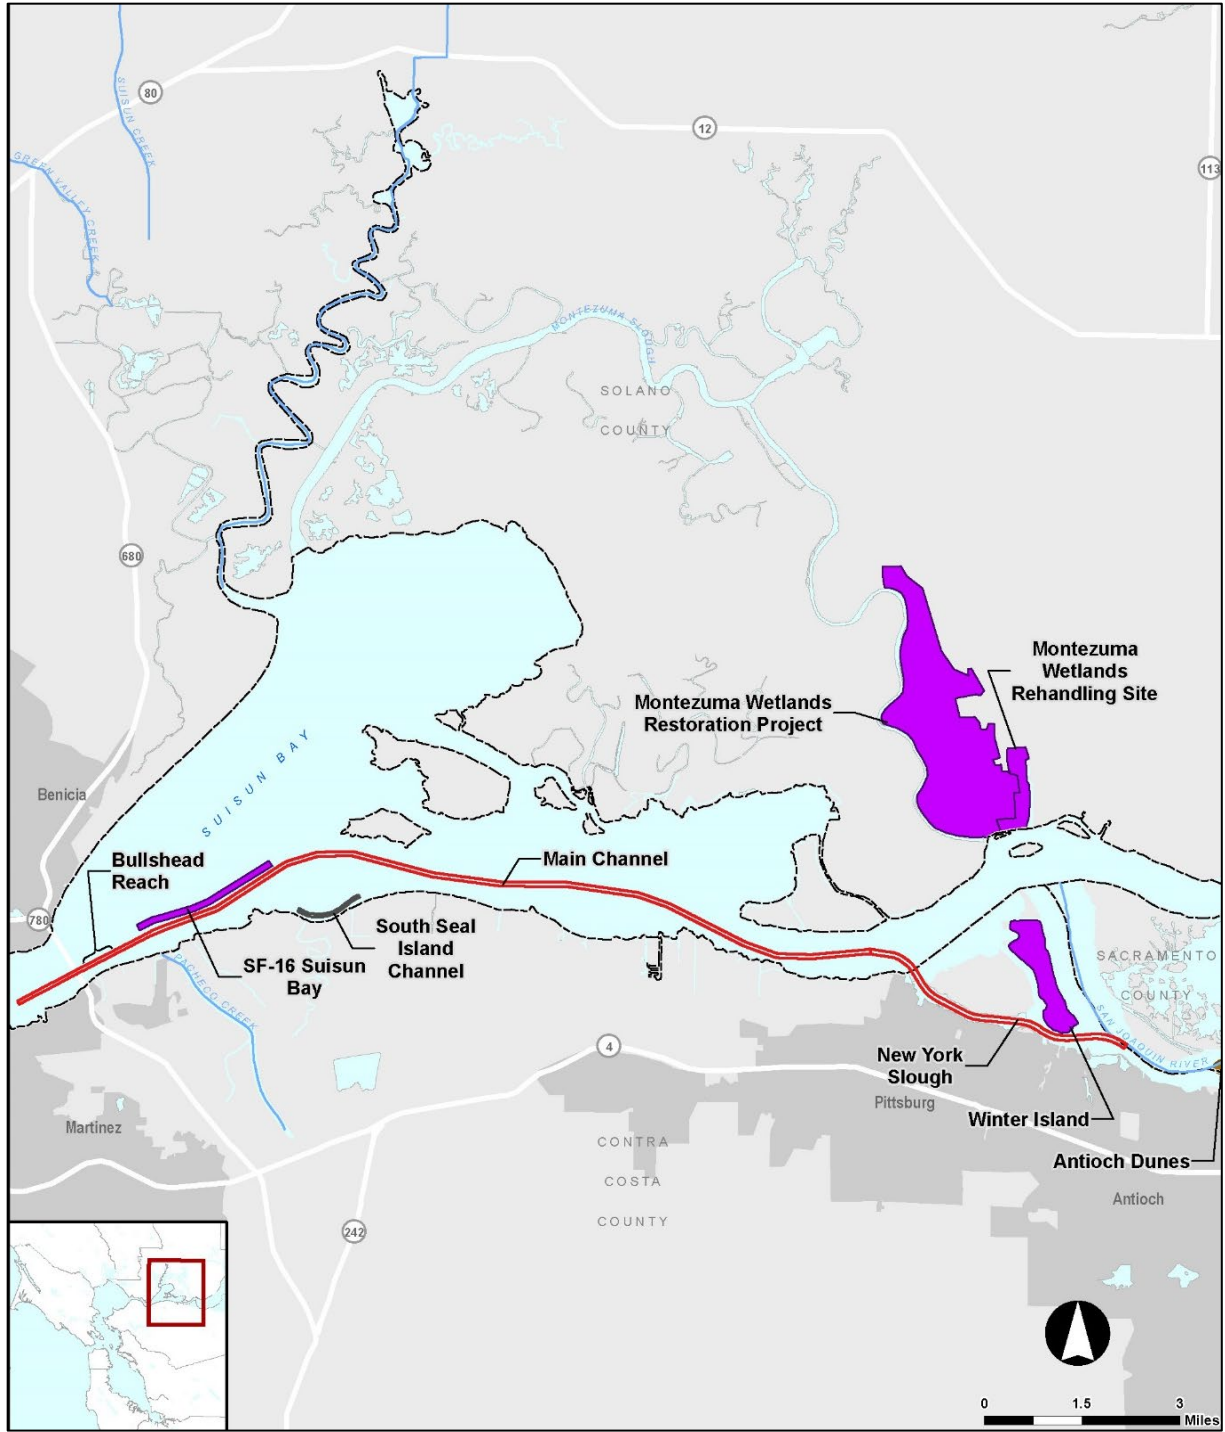 80
SUISUN CREEK
GREEN VALLEY CREEK
12
113
MONTEZUMA SLOUGH
SOLANO
COUNTY
680
Montezuma
Wetlands
Rehandling Site
Montezuma Wetlands
Restoration Project
SUISUN BAY
Benicia
Bullshead
Reach
Main Channel
780
South Seal
Island
Channel
SF-16 Suisun
Bay
PACHECO CREEK
SACRAMENTO
COUNTY
SAN JOAQUIN RIVER
4
New York
Slough
Pittsburg
Winter Island
Martinez
Antioch Dunes
CONTRA
COSTA
COUNTY
Antioch
242
0 1.5 3
Miles